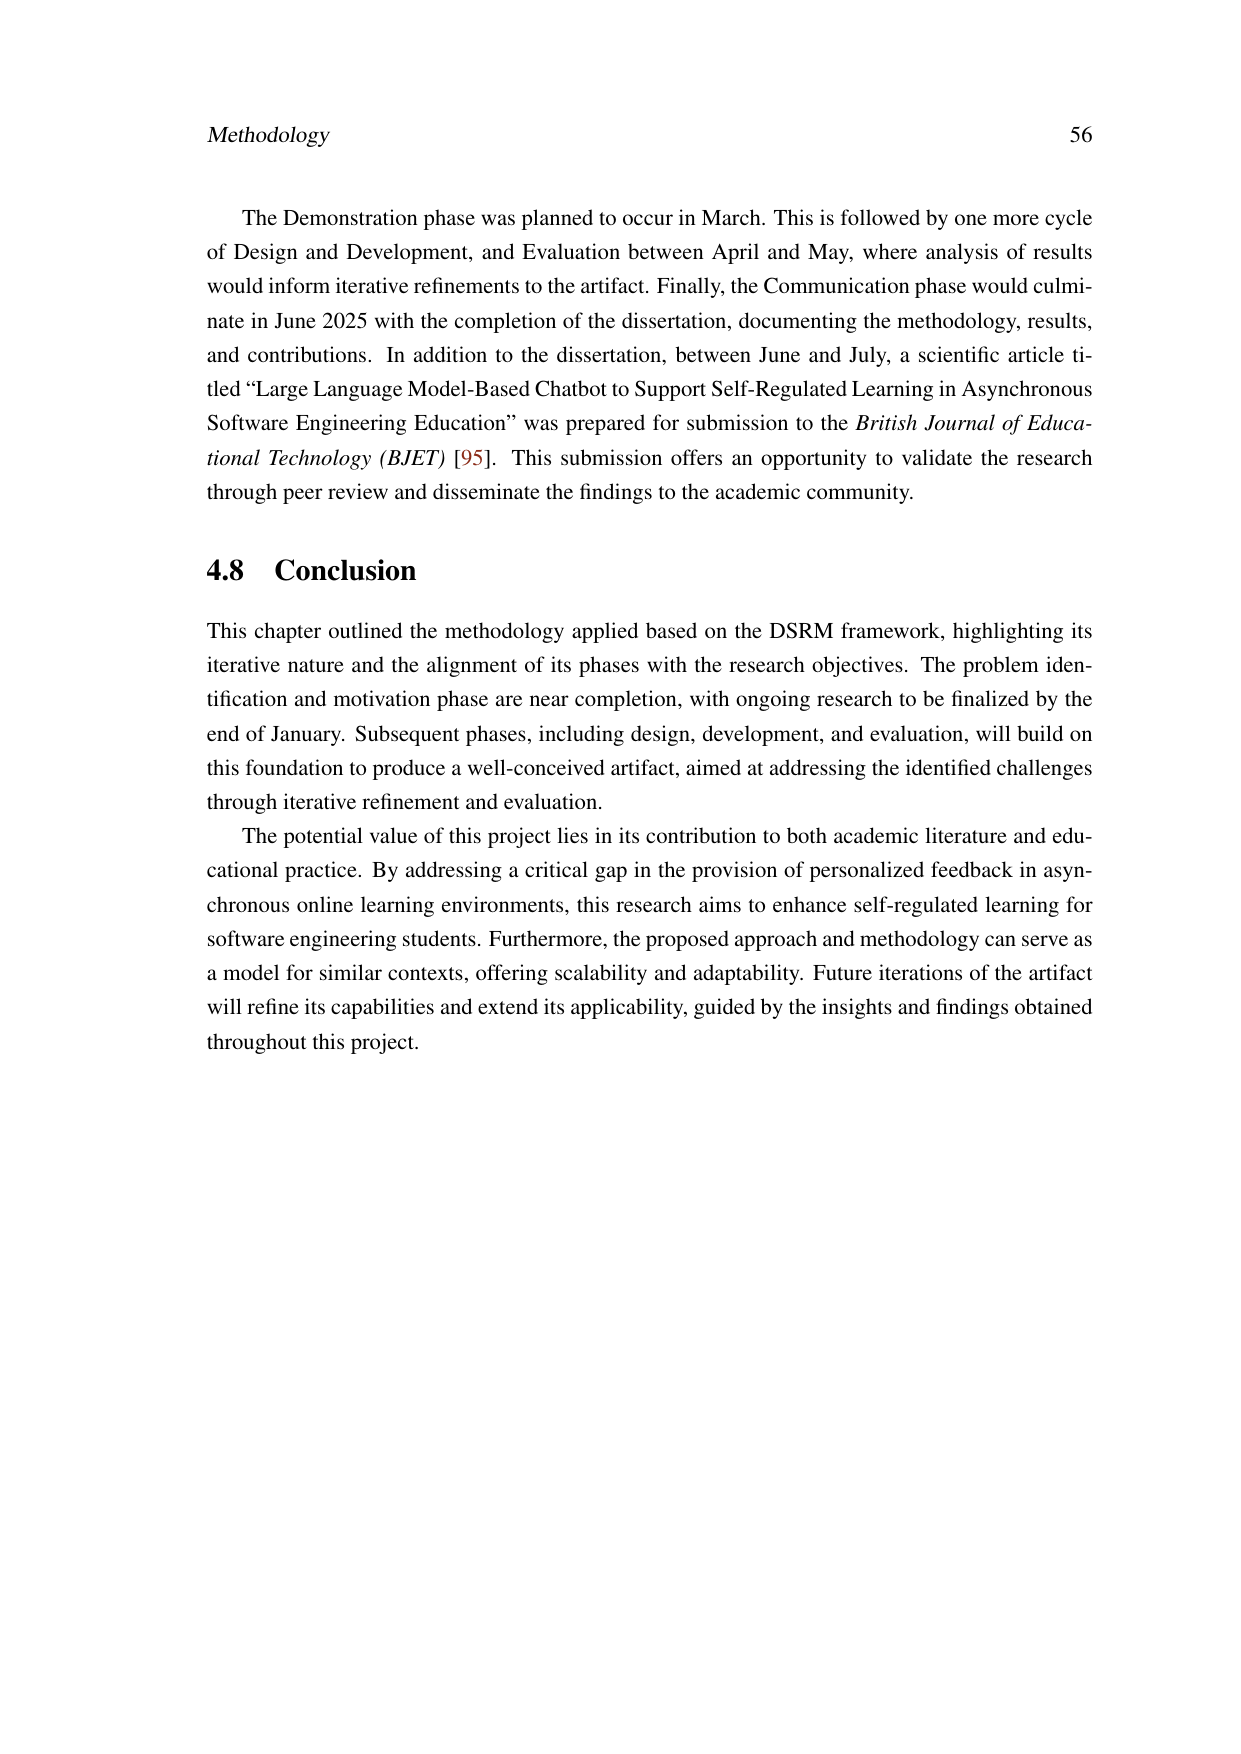 Methodology 56
The Demonstration phase was planned to occur in March. This is followed by one more cycle
of Design and Development, and Evaluation between April and May, where analysis of results
would inform iterative refinements to the artifact. Finally, the Communication phase would culmi-
nate in June 2025 with the completion of the dissertation, documenting the methodology, results,
and contributions. In addition to the dissertation, between June and July, a scientific article ti-
tled “Large Language Model-Based Chatbot to Support Self-Regulated Learning in Asynchronous
Software Engineering Education” was prepared for submission to the British Journal of Educa-
tional Technology (BJET) [95]. This submission offers an opportunity to validate the research
through peer review and disseminate the findings to the academic community.
4.8 Conclusion
This chapter outlined the methodology applied based on the DSRM framework, highlighting its
iterative nature and the alignment of its phases with the research objectives. The problem iden-
tification and motivation phase are near completion, with ongoing research to be finalized by the
end of January. Subsequent phases, including design, development, and evaluation, will build on
this foundation to produce a well-conceived artifact, aimed at addressing the identified challenges
through iterative refinement and evaluation.
The potential value of this project lies in its contribution to both academic literature and edu-
cational practice. By addressing a critical gap in the provision of personalized feedback in asyn-
chronous online learning environments, this research aims to enhance self-regulated learning for
software engineering students. Furthermore, the proposed approach and methodology can serve as
a model for similar contexts, offering scalability and adaptability. Future iterations of the artifact
will refine its capabilities and extend its applicability, guided by the insights and findings obtained
throughout this project.